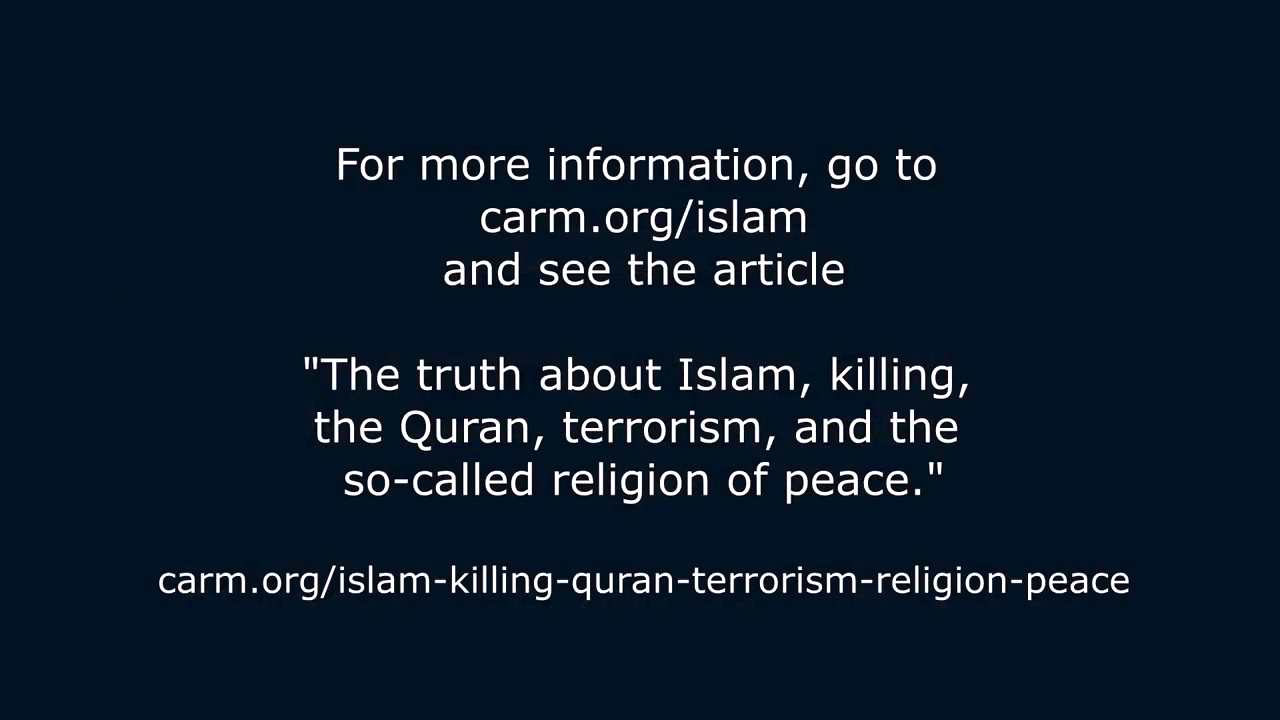 For more information, go to
carm.org/islam
and see the article
"The truth about Islam, killing,
the Quran, terrorism, and the
so-called religion of peace."
carm.org/islam-killing-quran-terrorism-religion-peace